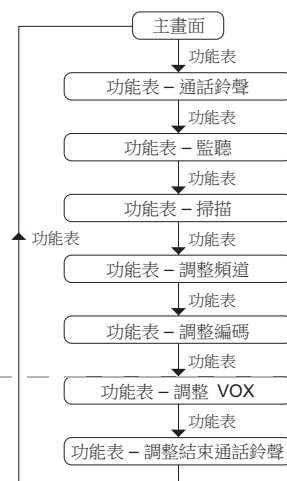 主畫面
功能表
功能表 – 通話鈴聲
功能表
功能表 – 監聽
功能表
功能表 – 掃描
功能表
功能表
功能表 – 調整頻道
功能表
功能表 – 調整編碼
功能表
功能表 – 調整 VOX
功能表
功能表 – 調整結束通話鈴聲